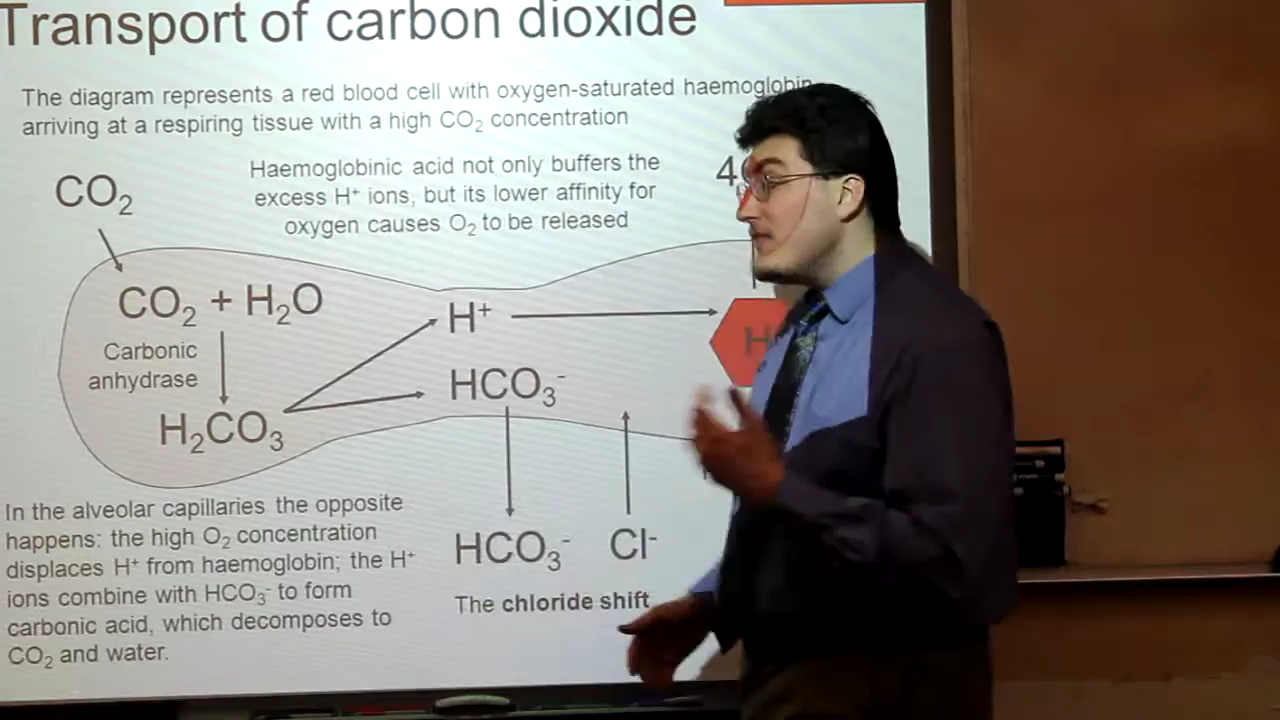 Transport of carbon dioxide
The diagram represents a red blood cell with oxygen-saturated haemoglobin
arriving at a respiring tissue with a high CO₂ concentration
Haemoglobinic acid not only buffers the
excess H⁺ ions, but its lower affinity for
oxygen causes O₂ to be released
CO₂
CO₂ + H₂O
Carbonic
anhydrase
H₂CO₃
H⁺
HCO₃⁻
HCO₃⁻
Cl⁻
The chloride shift
In the alveolar capillaries the opposite
happens: the high O₂ concentration
displaces H⁺ from haemoglobin; the H⁺
ions combine with HCO₃⁻ to form
carbonic acid, which decomposes to
CO₂ and water.